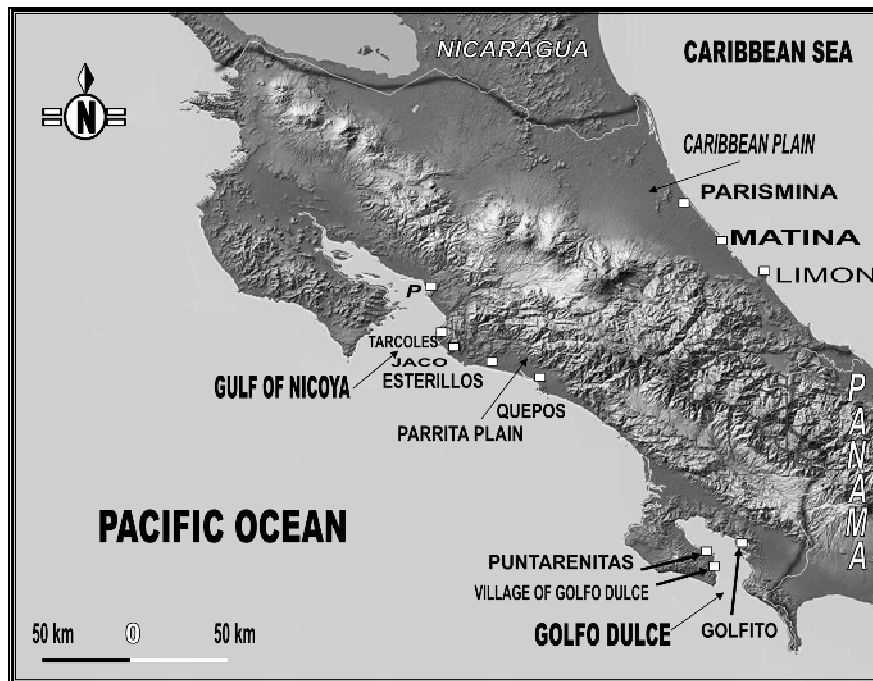 NICARAGUA
CARIBBEAN SEA
N
CARIBBEAN PLAIN
PARISMINA
MATINA
LIMON
P
TARCOLES
JACO
GULF OF NICOYA
ESTERILLOS
QUEPOS
PARRITA PLAIN
PANAMA
PACIFIC OCEAN
PUNTARENITAS
VILLAGE OF GOLFO DULCE
GOLFO DULCE
GOLFITO
50 km 0 50 km